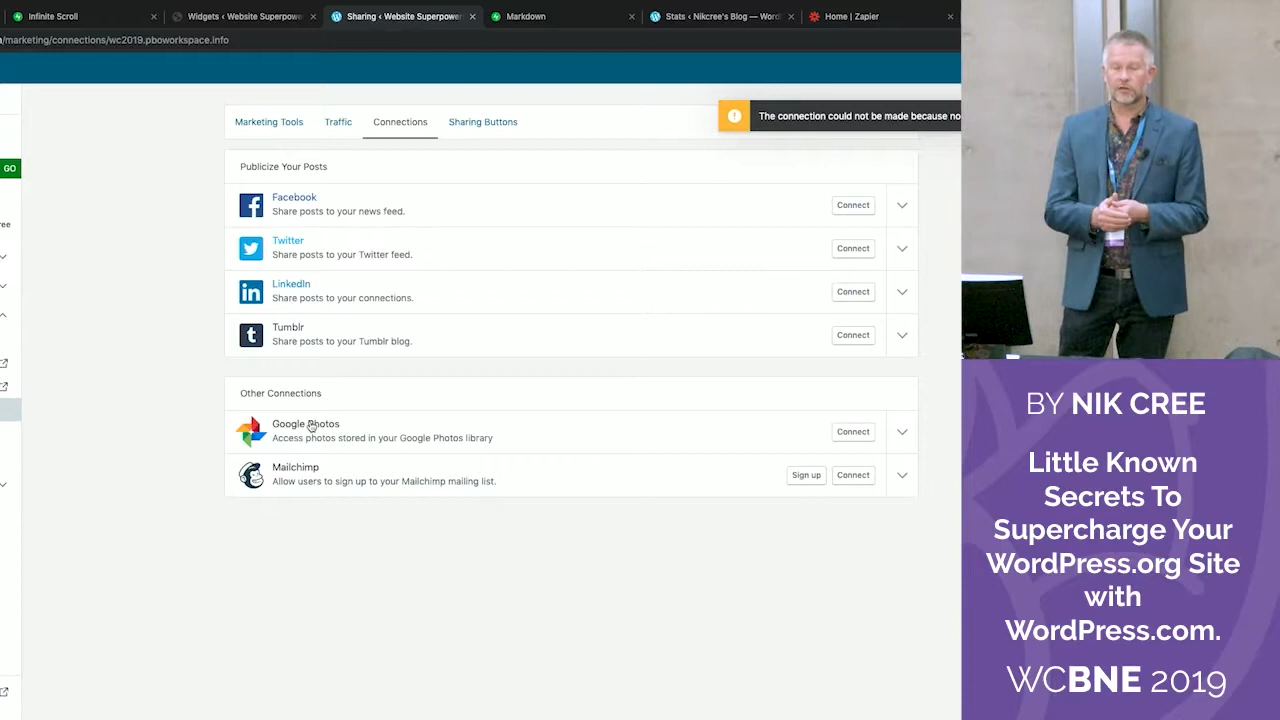 Infinite Scroll
Widgets ‹ Website Superpowe
Sharing ‹ Website Superpower
Markdown
Stats ‹ Nikcree's Blog — Word
Home | Zapier
/marketing/connections/wc2019.pboworkspace.info
Marketing Tools
Traffic
Connections
Sharing Buttons
The connection could not be made because no
GO
ree
Publicize Your Posts
Facebook
Share posts to your news feed.
Connect
Twitter
Share posts to your Twitter feed.
Connect
LinkedIn
Share posts to your connections.
Connect
Tumblr
Share posts to your Tumblr blog.
Connect
Other Connections
Google Photos
Access photos stored in your Google Photos library
Connect
Mailchimp
Allow users to sign up to your Mailchimp mailing list.
Sign up
Connect
BY NIK CREE
Little Known
Secrets To
Supercharge Your
WordPress.org Site
with
WordPress.com.
WCBNE 2019